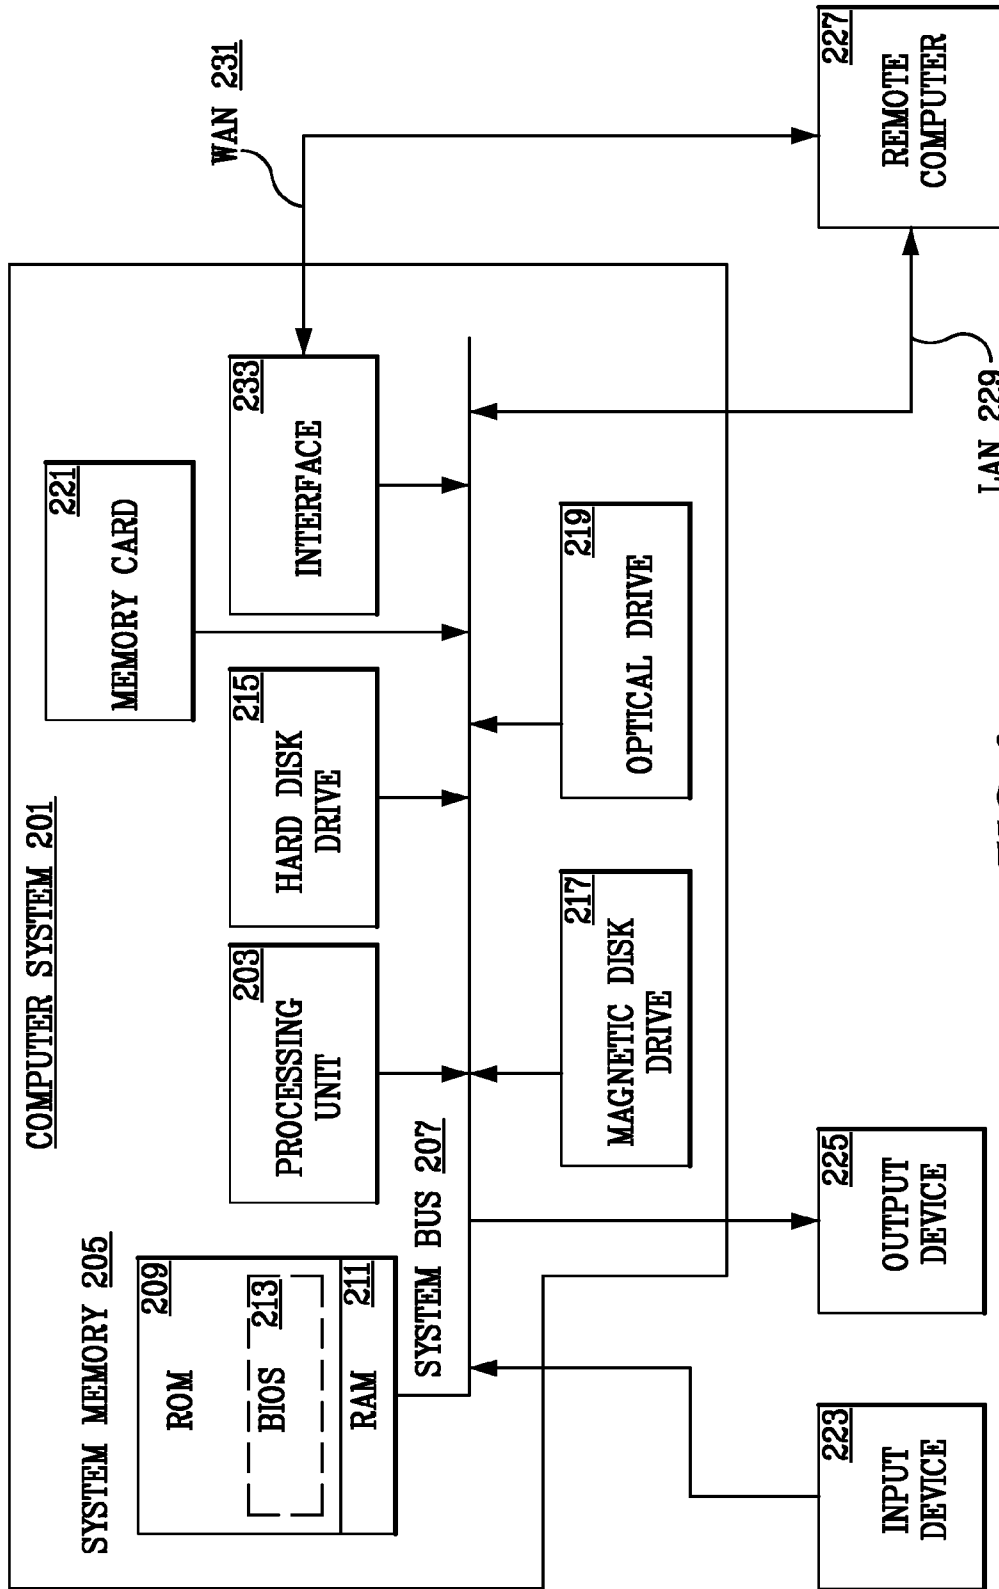 COMPUTER SYSTEM 201
SYSTEM MEMORY 205
209
ROM
BIOS 213
RAM 211
203
PROCESSING
UNIT
215
HARD DISK
DRIVE
221
MEMORY CARD
233
INTERFACE
WAN 231
SYSTEM BUS 207
217
MAGNETIC DISK
DRIVE
219
OPTICAL DRIVE
223
INPUT
DEVICE
225
OUTPUT
DEVICE
LAN 229
227
REMOTE
COMPUTER